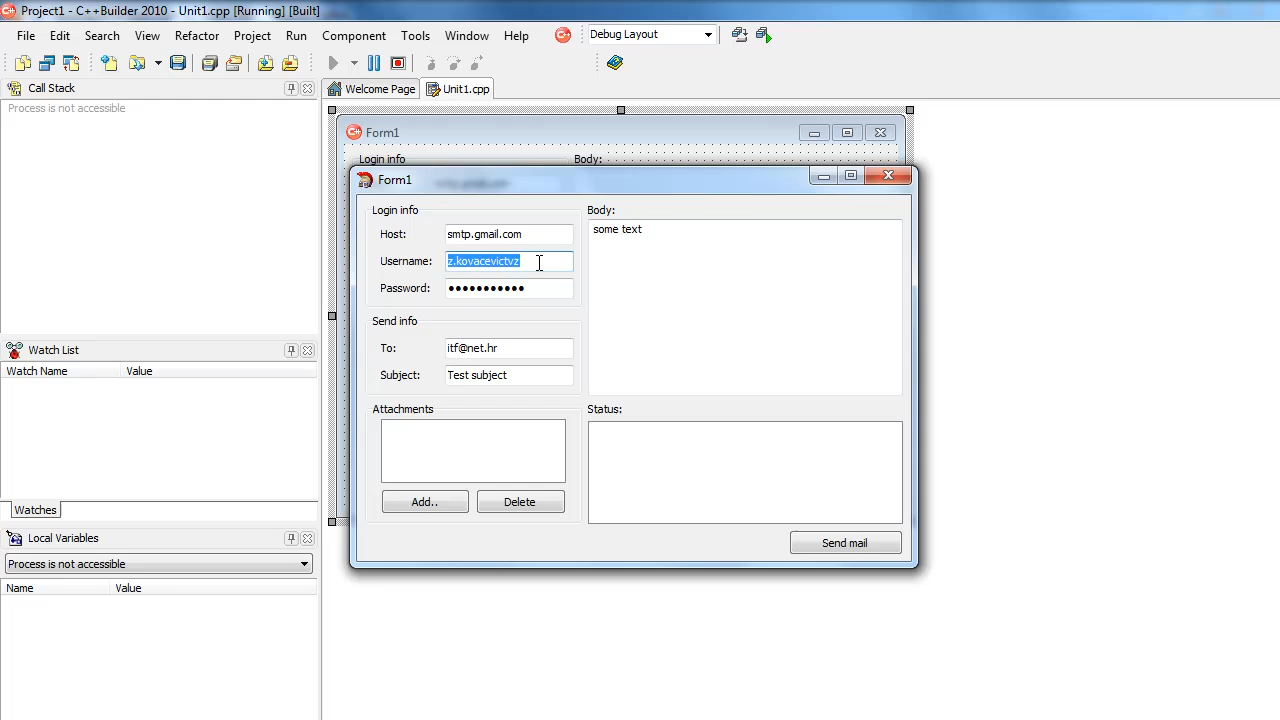 Project1 - C++Builder 2010 - Unit1.cpp [Running] [Built]
File Edit Search View Refactor Project Run Component Tools Window Help Debug Layout
Call Stack
Process is not accessible
Welcome Page Unit1.cpp
Form1
Login info Body:
Form1
Login info
Host: smtp.gmail.com
Username: z.kovacevictvz
Password: ●●●●●●●●●●●
Send info
To: itf@net.hr
Subject: Test subject
Attachments
Add.. Delete
Body:
some text
Status:
Send mail
Watch List
Watch Name Value
Watches
Local Variables
Process is not accessible
Name Value